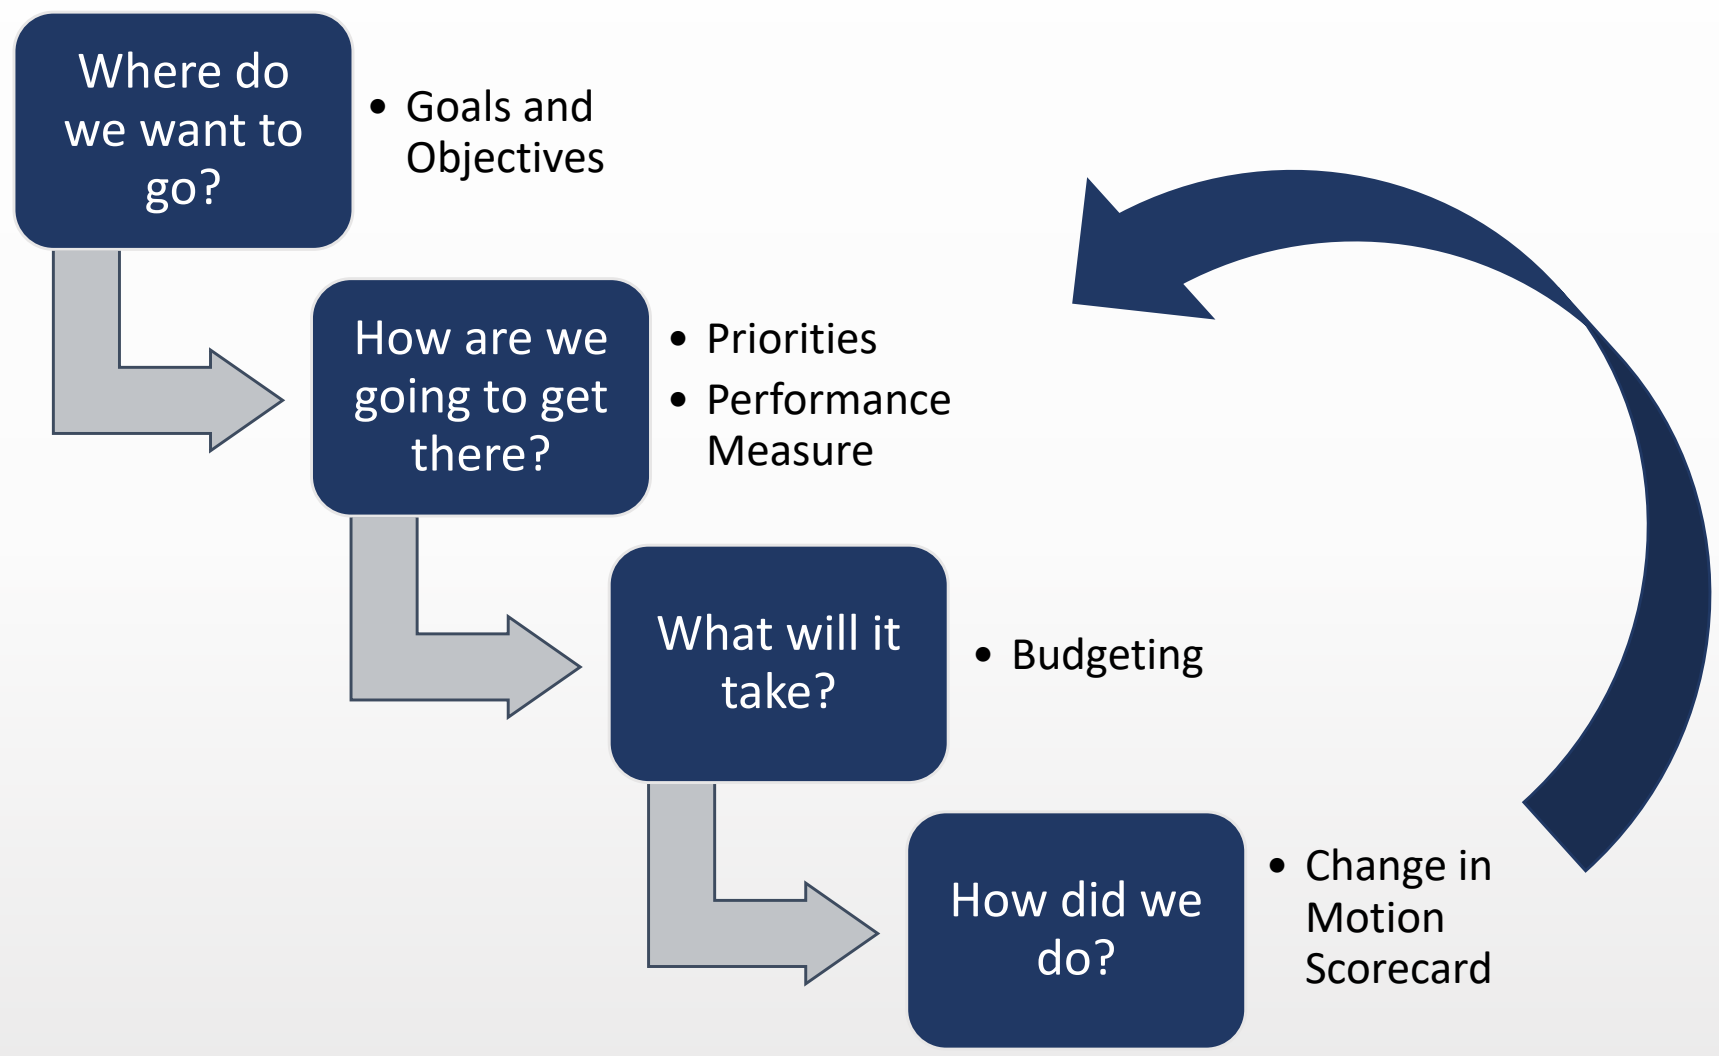 Where do
we want to
go?
• Goals and
Objectives
How are we
going to get
there?
• Priorities
• Performance
Measure
What will it
take?
• Budgeting
How did we
do?
• Change in
Motion
Scorecard